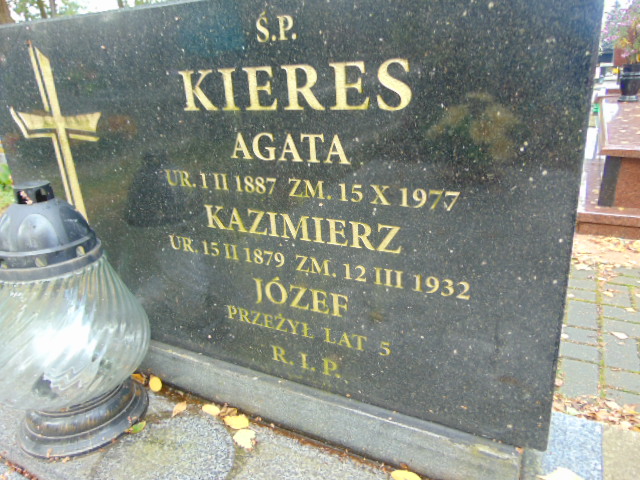 Ś.P.
KIERES
AGATA
UR. 1 II 1887 ZM. 15 X 1977
KAZIMIERZ
UR. 15 II 1879 ZM. 12 III 1932
JÓZEF
PRZEŻYŁ LAT 5
R.I.P.